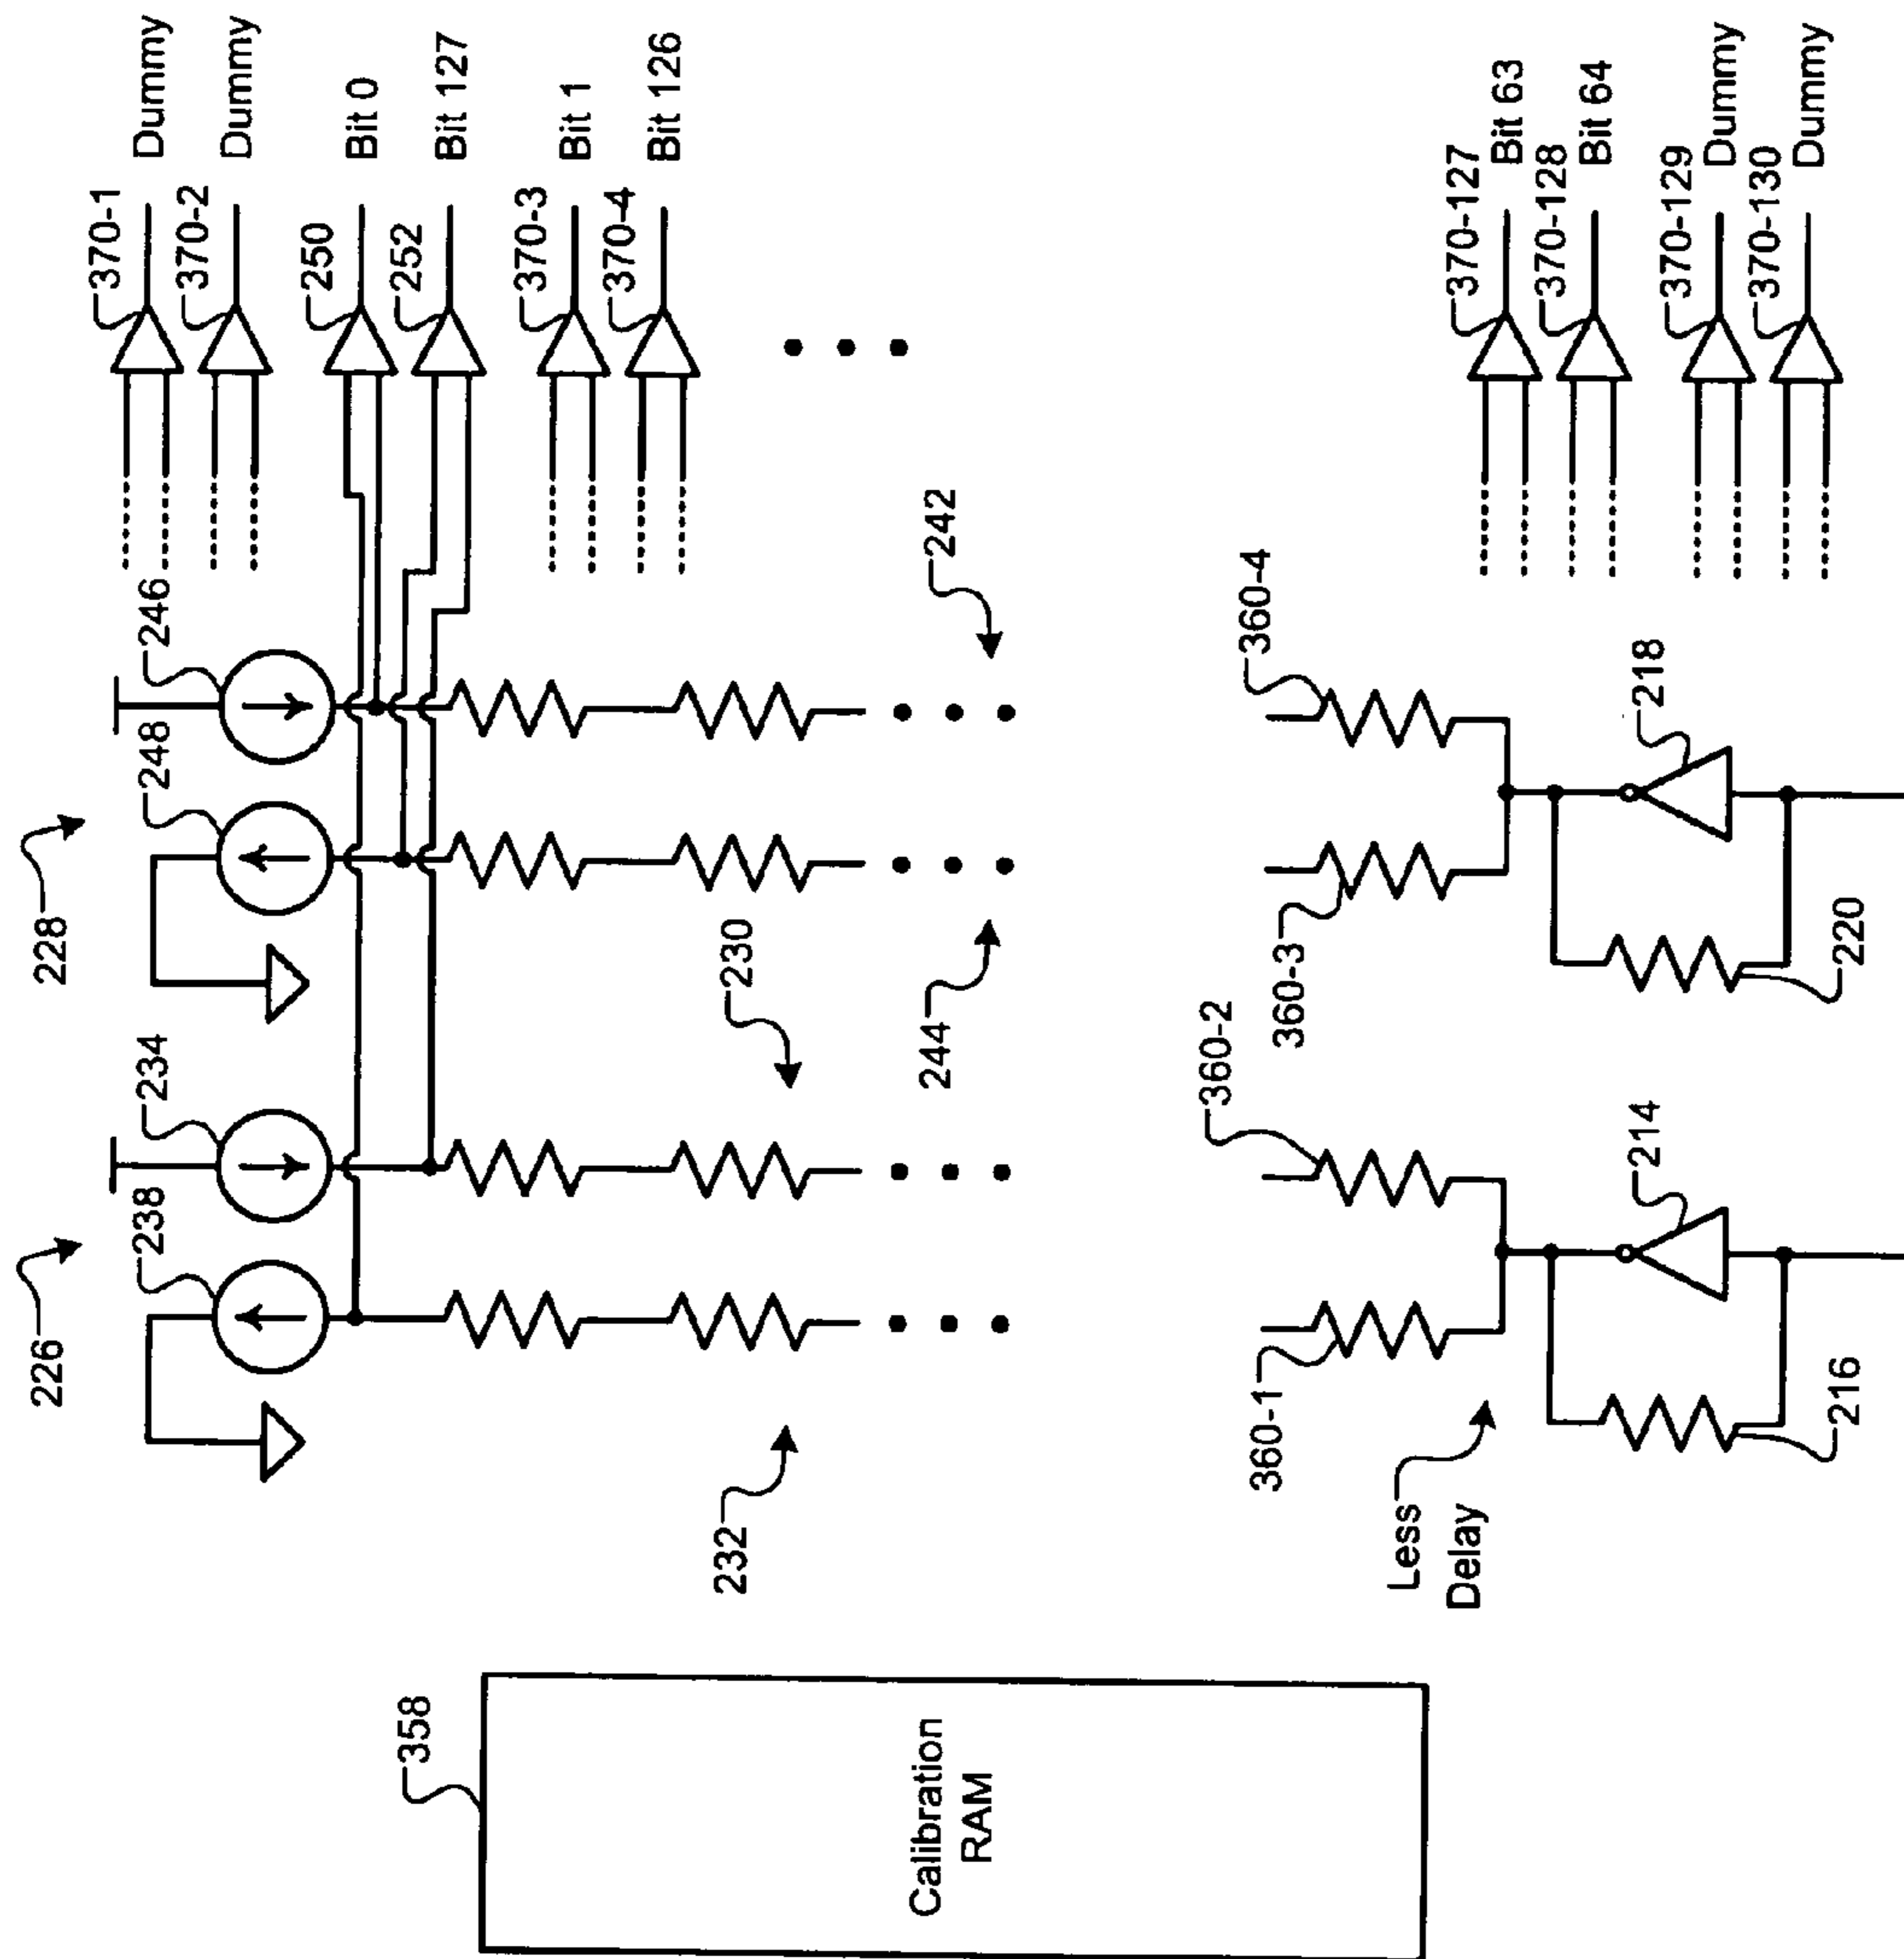 370-1
Dummy
370-2
Dummy
250
Bit 0
252
Bit 127
370-3
Bit 1
370-4
Bit 126
246
248
228
234
238
226
242
244
230
232
370-127
Bit 63
370-128
Bit 64
370-129
Dummy
370-130
Dummy
360-4
360-3
218
220
360-2
360-1
214
216
Less
Delay
358
Calibration
RAM